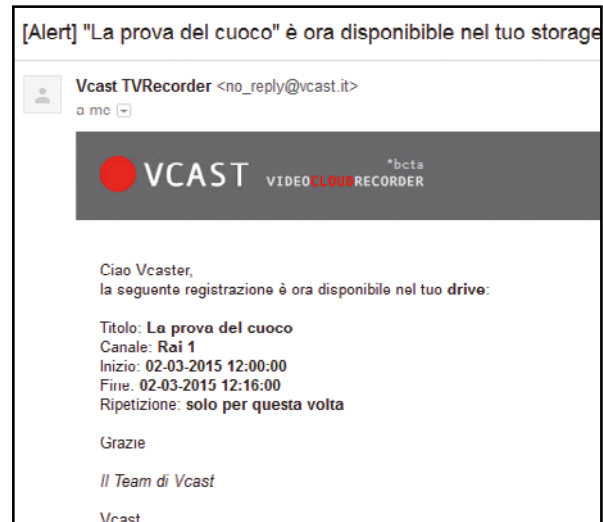 [Alert] "La prova del cuoco" è ora disponibible nel tuo storage
Vcast TVRecorder <no_reply@vcast.it>
a me
VCAST VIDEOCLOUDRECORDER *beta
Ciao Vcaster,
la seguente registrazione è ora disponibile nel tuo drive:
Titolo: La prova del cuoco
Canale: Rai 1
Inizio: 02-03-2015 12:00:00
Fine: 02-03-2015 12:16:00
Ripetizione: solo per questa volta
Grazie
Il Team di Vcast
Vcast